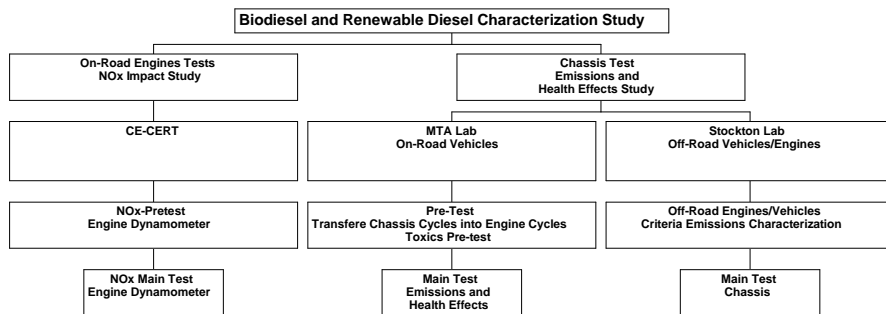 Biodiesel and Renewable Diesel Characterization Study
On-Road Engines Tests
NOx Impact Study
Chassis Test
Emissions and
Health Effects Study
CE-CERT
MTA Lab
On-Road Vehicles
Stockton Lab
Off-Road Vehicles/Engines
NOx-Pretest
Engine Dynamometer
Pre-Test
Transfere Chassis Cycles into Engine Cycles
Toxics Pre-test
Off-Road Engines/Vehicles
Criteria Emissions Characterization
NOx Main Test
Engine Dynamometer
Main Test
Emissions and
Health Effects
Main Test
Chassis